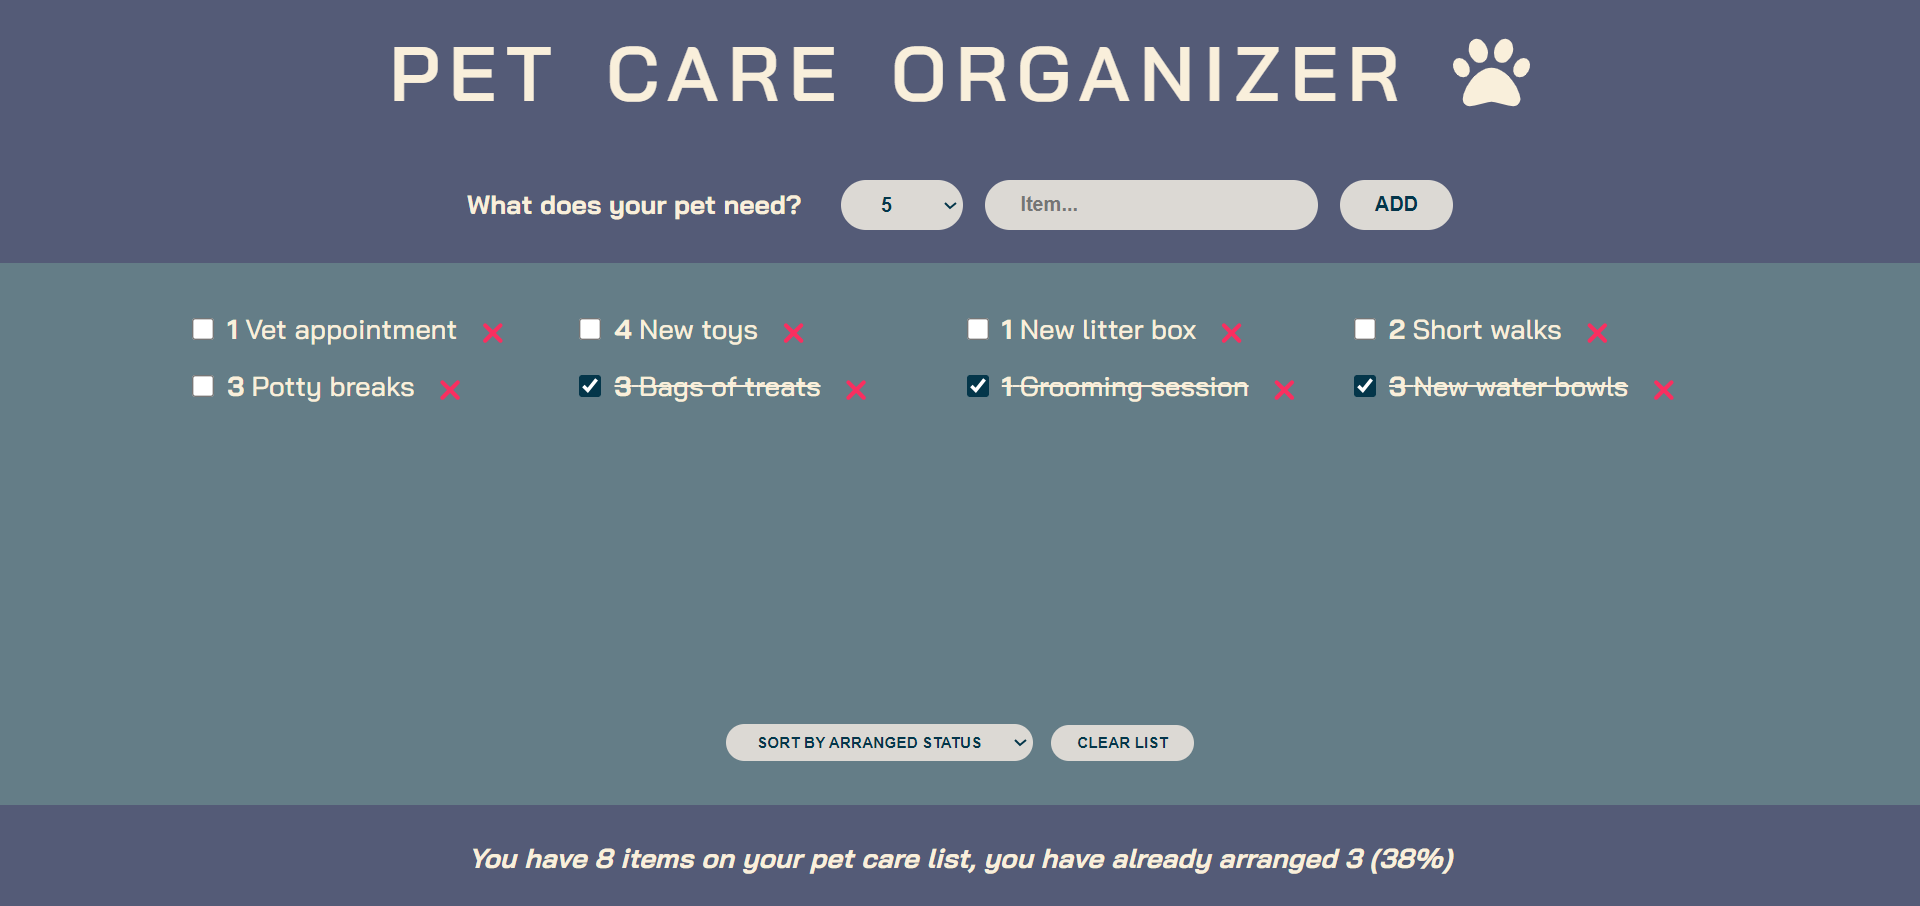 PET CARE ORGANIZER
What does your pet need? 5 Item... ADD
1 Vet appointment 4 New toys 1 New litter box 2 Short walks
3 Potty breaks 3 Bags of treats 1 Grooming session 3 New water bowls
SORT BY ARRANGED STATUS CLEAR LIST
You have 8 items on your pet care list, you have already arranged 3 (38%)